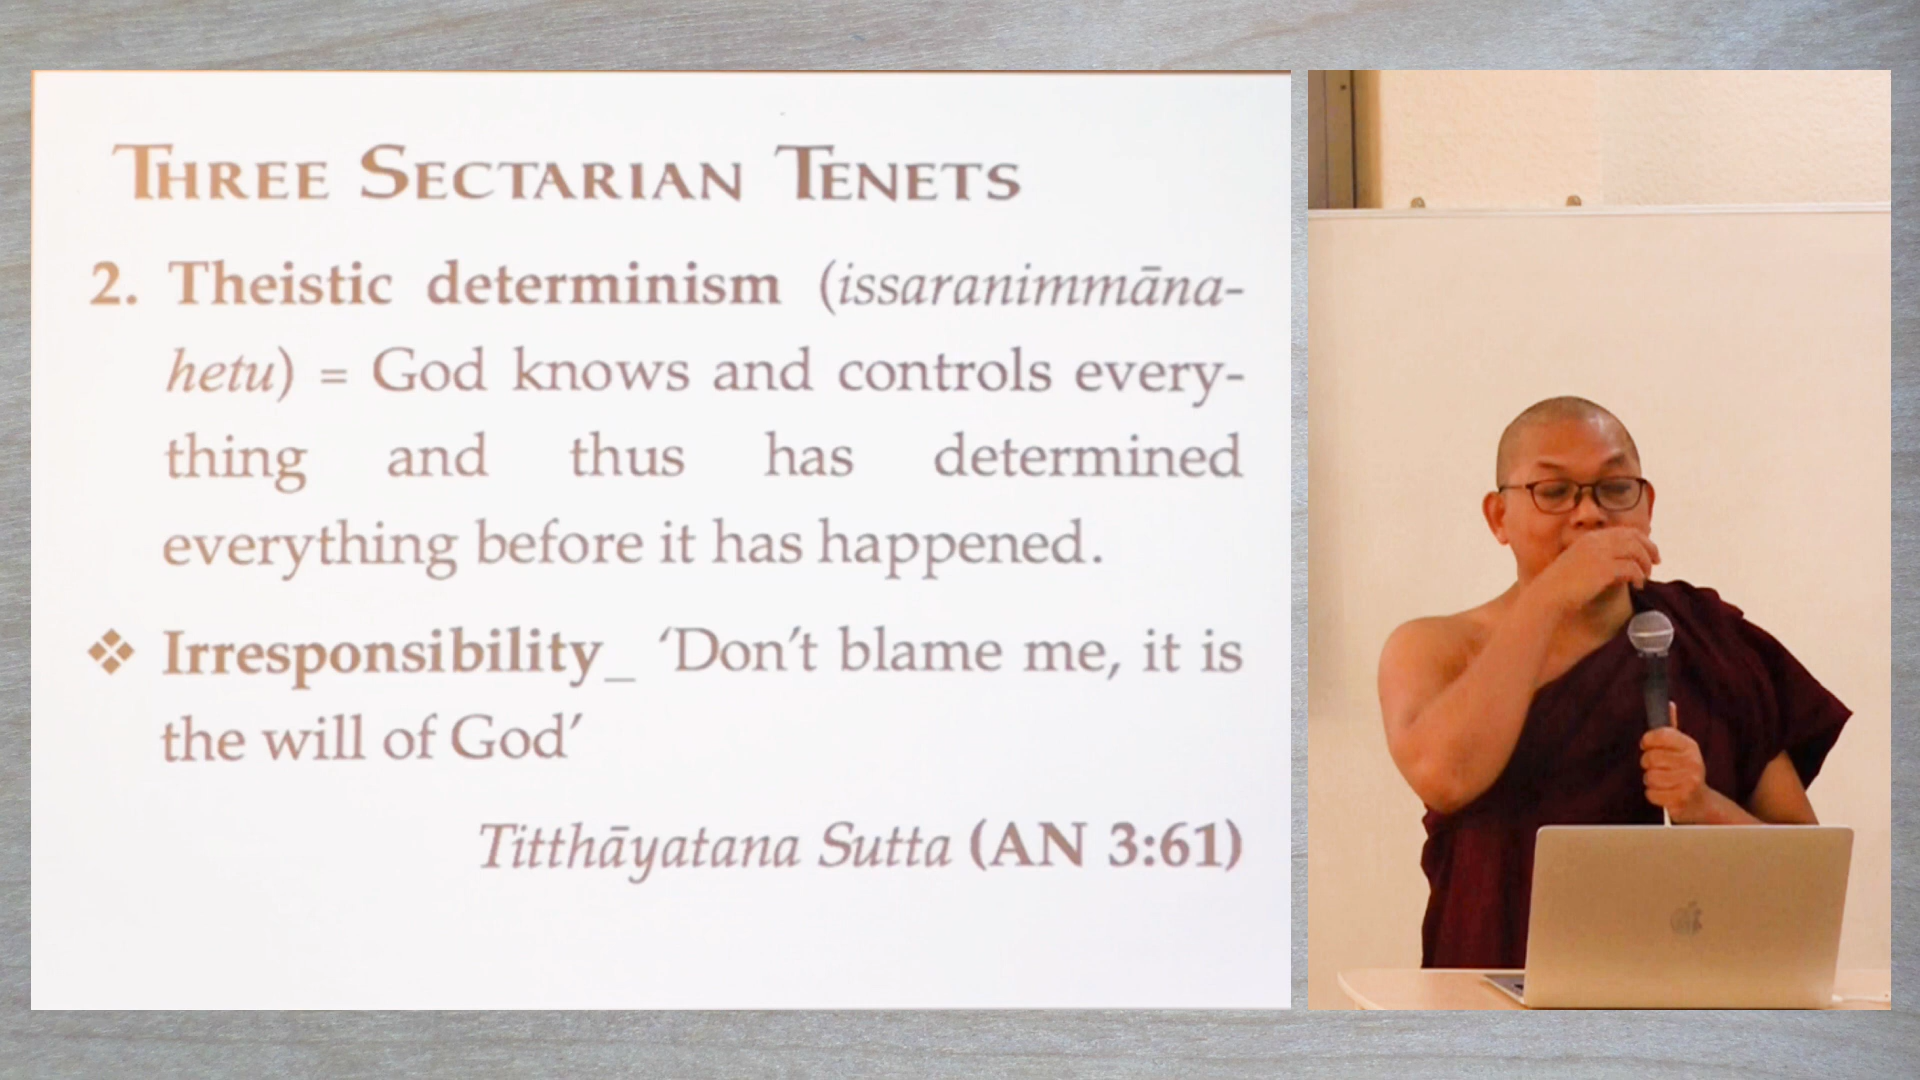 THREE SECTARIAN TENETS
2. Theistic determinism (issaranimmāna-
hetu) = God knows and controls every-
thing and thus has determined
everything before it has happened.
❖ Irresponsibility_ ‘Don’t blame me, it is
the will of God’
Titthāyatana Sutta (AN 3:61)